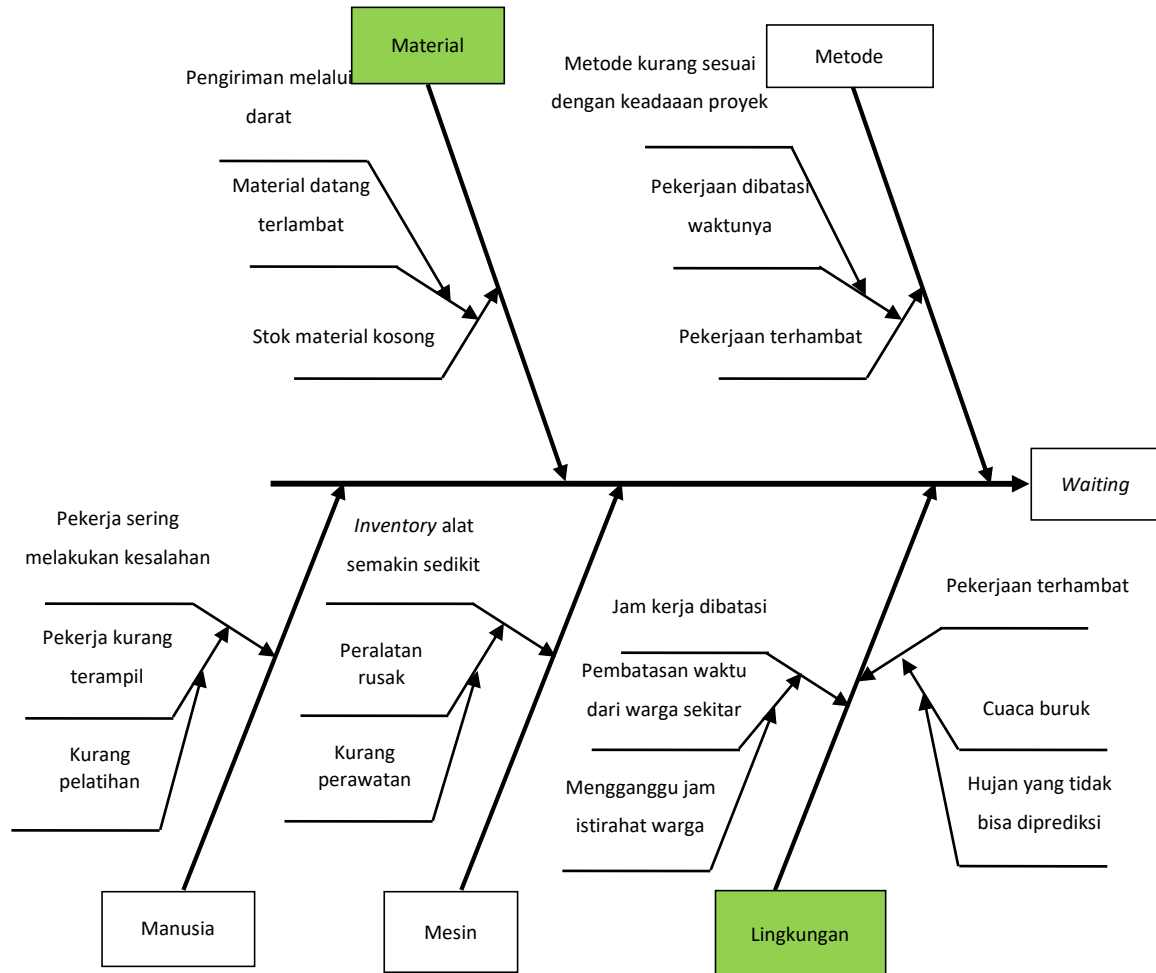 Material
Metode
Pengiriman melalui
darat
Metode kurang sesuai
dengan keadaaan proyek
Material datang
terlambat
Pekerjaan dibatasi
waktunya
Stok material kosong
Pekerjaan terhambat
Waiting
Pekerja sering
melakukan kesalahan
Inventory alat
semakin sedikit
Jam kerja dibatasi
Pekerjaan terhambat
Pekerja kurang
terampil
Peralatan
rusak
Pembatasan waktu
dari warga sekitar
Cuaca buruk
Kurang
pelatihan
Kurang
perawatan
Mengganggu jam
istirahat warga
Hujan yang tidak
bisa diprediksi
Manusia
Mesin
Lingkungan